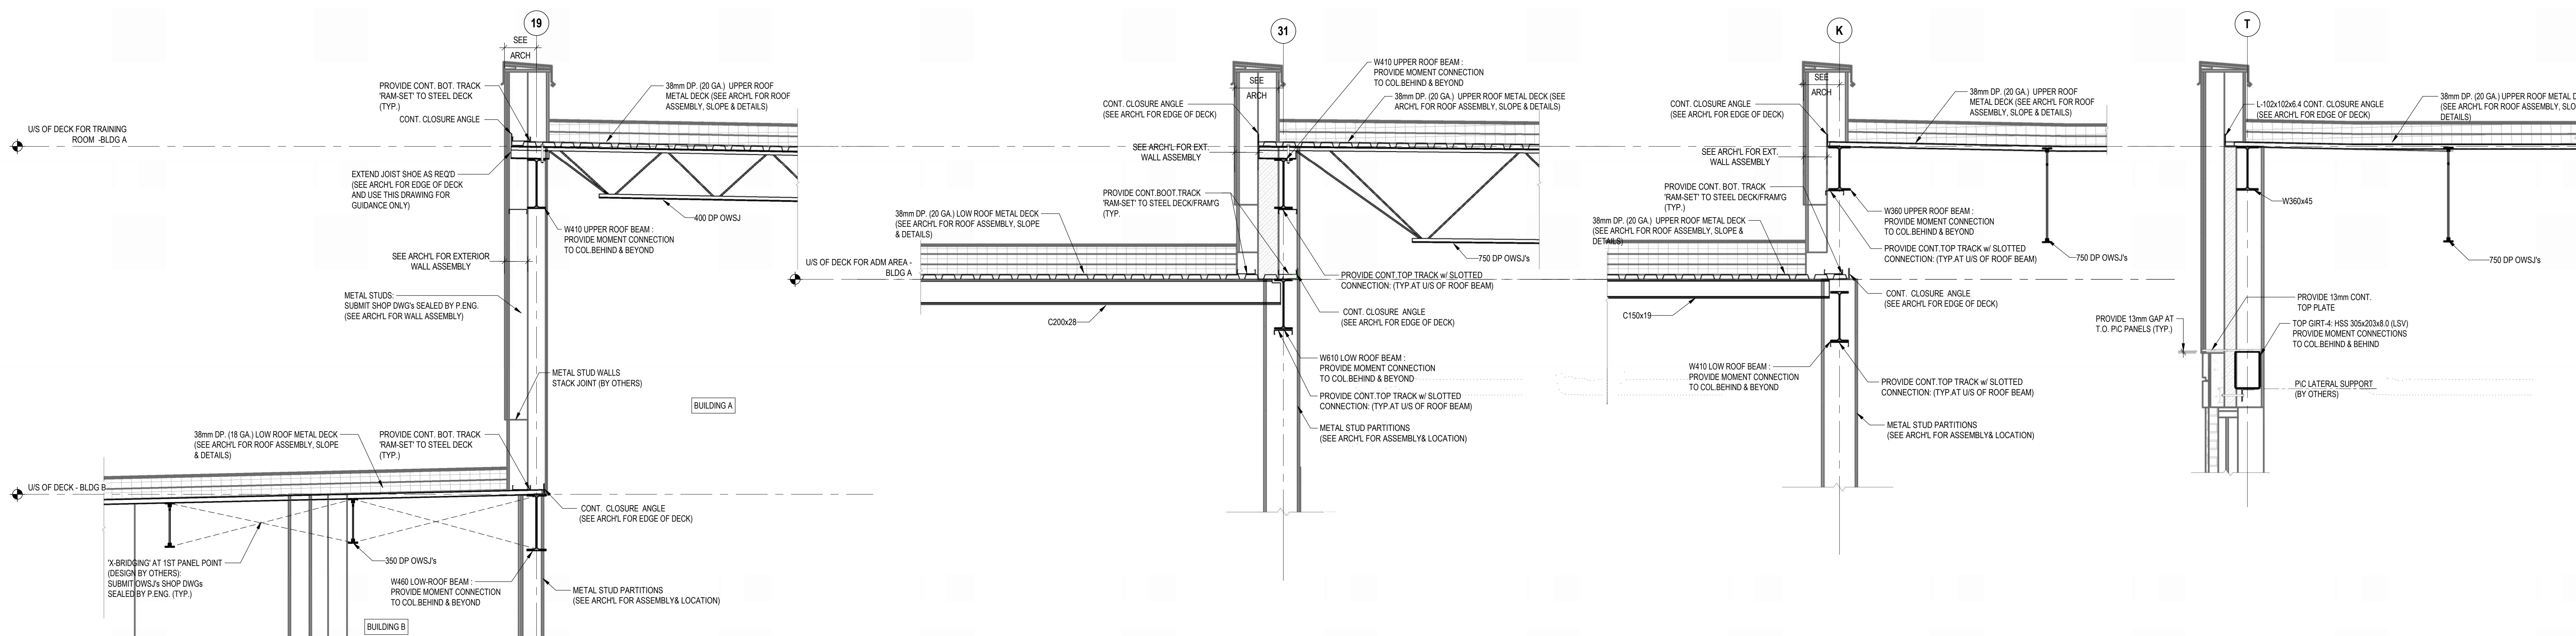 19
SEE
ARCH
PROVIDE CONT. BOT. TRACK
'RAM-SET' TO STEEL DECK
(TYP.)
CONT. CLOSURE ANGLE
38mm DP. (20 GA.) UPPER ROOF
METAL DECK (SEE ARCH'L FOR ROOF
ASSEMBLY, SLOPE & DETAILS)
U/S OF DECK FOR TRAINING
ROOM -BLDG A
EXTEND JOIST SHOE AS REQ'D
(SEE ARCH'L FOR EDGE OF DECK
AND USE THIS DRAWING FOR
GUIDANCE ONLY)
400 DP OWSJ
W410 UPPER ROOF BEAM :
PROVIDE MOMENT CONNECTION
TO COL.BEHIND & BEYOND
SEE ARCH'L FOR EXTERIOR
WALL ASSEMBLY
METAL STUDS:
SUBMIT SHOP DWG's SEALED BY P.ENG.
(SEE ARCH'L FOR WALL ASSEMBLY)
METAL STUD WALLS
STACK JOINT (BY OTHERS)
BUILDING A
38mm DP. (18 GA.) LOW ROOF METAL DECK
(SEE ARCH'L FOR ROOF ASSEMBLY, SLOPE
& DETAILS)
PROVIDE CONT. BOT. TRACK
'RAM-SET' TO STEEL DECK
(TYP.)
U/S OF DECK - BLDG B
CONT. CLOSURE ANGLE
(SEE ARCH'L FOR EDGE OF DECK)
'X-BRIDGING' AT 1ST PANEL POINT
(DESIGN BY OTHERS):
SUBMIT OWSJ's SHOP DWGs
SEALED BY P.ENG. (TYP.)
350 DP OWSJ's
W460 LOW-ROOF BEAM :
PROVIDE MOMENT CONNECTION
TO COL.BEHIND & BEYOND
METAL STUD PARTITIONS
(SEE ARCH'L FOR ASSEMBLY& LOCATION)
BUILDING B
31
SEE
ARCH
W410 UPPER ROOF BEAM :
PROVIDE MOMENT CONNECTION
TO COL.BEHIND & BEYOND
CONT. CLOSURE ANGLE
(SEE ARCH'L FOR EDGE OF DECK)
38mm DP. (20 GA.) UPPER ROOF METAL DECK (SEE
ARCH'L FOR ROOF ASSEMBLY, SLOPE & DETAILS)
SEE ARCH'L FOR EXT.
WALL ASSEMBLY
PROVIDE CONT.BOOT.TRACK
'RAM-SET' TO STEEL DECK/FRAM'G
(TYP.
38mm DP. (20 GA.) LOW ROOF METAL DECK
(SEE ARCH'L FOR ROOF ASSEMBLY, SLOPE
& DETAILS)
U/S OF DECK FOR ADM AREA -
BLDG A
750 DP OWSJ's
PROVIDE CONT.TOP TRACK w/ SLOTTED
CONNECTION: (TYP.AT U/S OF ROOF BEAM)
CONT. CLOSURE ANGLE
(SEE ARCH'L FOR EDGE OF DECK)
C200x28
W610 LOW ROOF BEAM :
PROVIDE MOMENT CONNECTION
TO COL.BEHIND & BEYOND
PROVIDE CONT.TOP TRACK w/ SLOTTED
CONNECTION: (TYP.AT U/S OF ROOF BEAM)
METAL STUD PARTITIONS
(SEE ARCH'L FOR ASSEMBLY& LOCATION)
K
SEE
ARCH
CONT. CLOSURE ANGLE
(SEE ARCH'L FOR EDGE OF DECK)
38mm DP. (20 GA.) UPPER ROOF
METAL DECK (SEE ARCH'L FOR ROOF
ASSEMBLY, SLOPE & DETAILS)
SEE ARCH'L FOR EXT.
WALL ASSEMBLY
PROVIDE CONT. BOT. TRACK
'RAM-SET' TO STEEL DECK/FRAM'G
(TYP.)
38mm DP. (20 GA.) UPPER ROOF METAL DECK
(SEE ARCH'L FOR ROOF ASSEMBLY, SLOPE &
DETAILS)
W360 UPPER ROOF BEAM :
PROVIDE MOMENT CONNECTION
TO COL.BEHIND & BEYOND
PROVIDE CONT.TOP TRACK w/ SLOTTED
CONNECTION: (TYP.AT U/S OF ROOF BEAM)
750 DP OWSJ's
CONT. CLOSURE ANGLE
(SEE ARCH'L FOR EDGE OF DECK)
C150x19
W410 LOW ROOF BEAM :
PROVIDE MOMENT CONNECTION
TO COL.BEHIND & BEYOND
PROVIDE CONT.TOP TRACK w/ SLOTTED
CONNECTION: (TYP.AT U/S OF ROOF BEAM)
METAL STUD PARTITIONS
(SEE ARCH'L FOR ASSEMBLY& LOCATION)
T
L-102x102x6.4 CONT. CLOSURE ANGLE
(SEE ARCH'L FOR EDGE OF DECK)
38mm DP. (20 GA.) UPPER ROOF METAL
(SEE ARCH'L FOR ROOF ASSEMBLY,
DETAILS)
W360x45
750 DP OWSJ's
PROVIDE 13mm CONT.
TOP PLATE
PROVIDE 13mm GAP AT
T.O. P\C PANELS (TYP.)
TOP GIRT-4: HSS 305x203x8.0 (LSV)
PROVIDE MOMENT CONNECTIONS
TO COL.BEHIND & BEHIND
P\C LATERAL SUPPORT
(BY OTHERS)